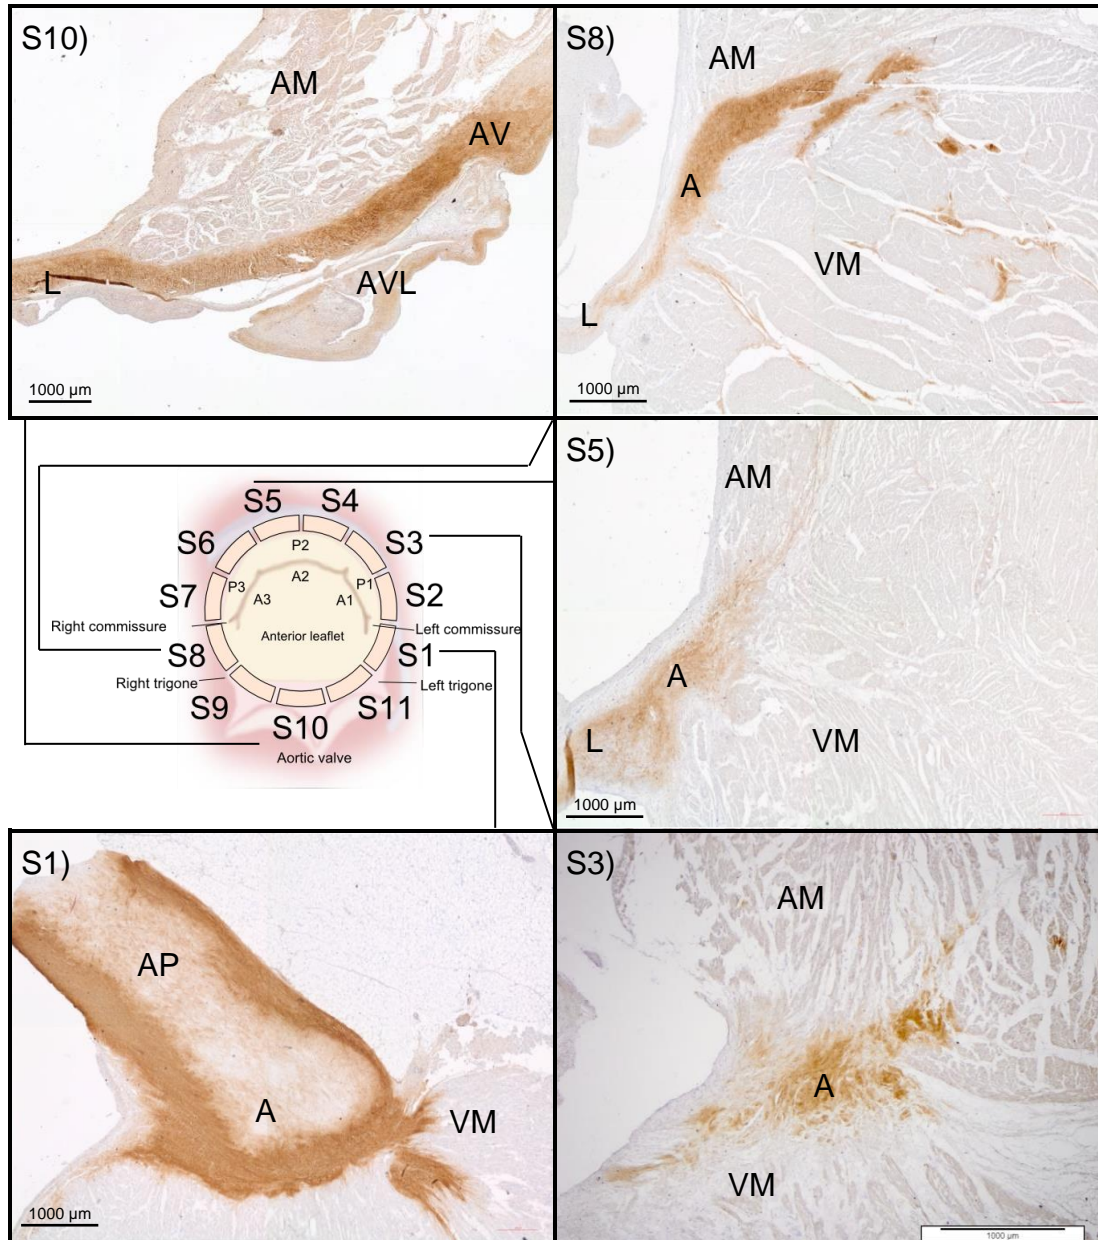 S10)
AM
AV
L
AVL
1000 µm
S8)
AM
A
VM
L
1000 µm
S5
S4
S6
P2
S3
A2
P3
P1
S7
A3
A1
S2
Right commissure
Anterior leaflet
Left commissure
S8
S1
Right trigone
Left trigone
S9
S10
S11
Aortic valve
S5)
AM
A
L
VM
1000 µm
S1)
AP
A
VM
1000 µm
S3)
AM
A
VM
1000 µm